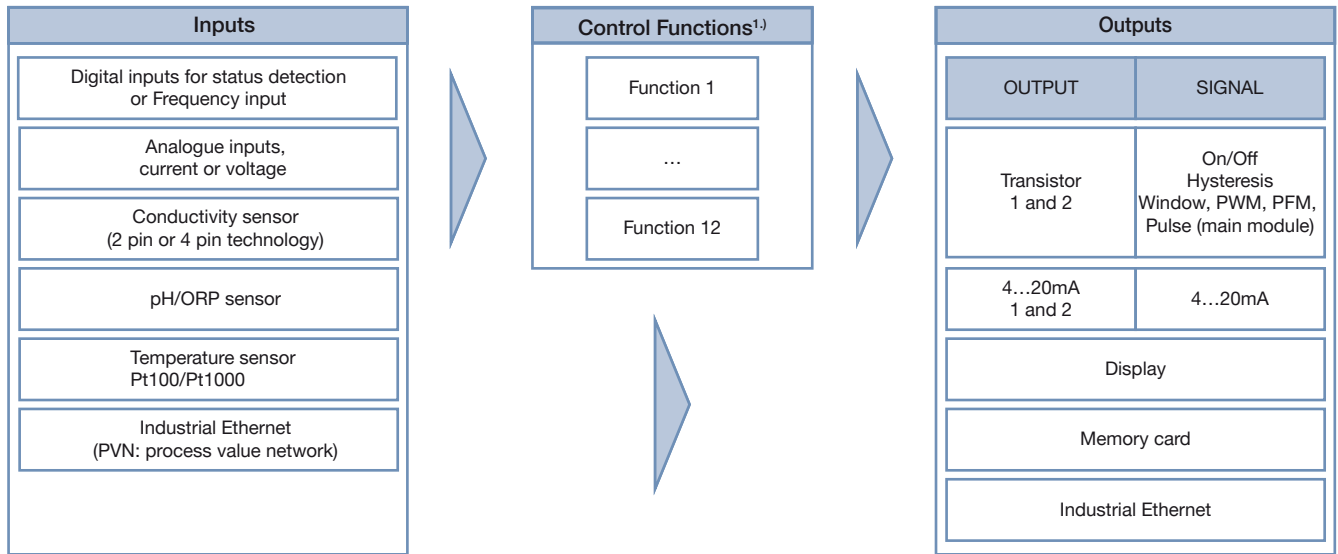 Inputs
Digital inputs for status detection
or Frequency input
Analogue inputs,
current or voltage
Conductivity sensor
(2 pin or 4 pin technology)
pH/ORP sensor
Temperature sensor
Pt100/Pt1000
Industrial Ethernet
(PVN: process value network)
Control Functions1.)
Function 1
…
Function 12
Outputs
OUTPUT
SIGNAL
Transistor
1 and 2
On/Off
Hysteresis
Window, PWM, PFM,
Pulse (main module)
4…20mA
1 and 2
4…20mA
Display
Memory card
Industrial Ethernet